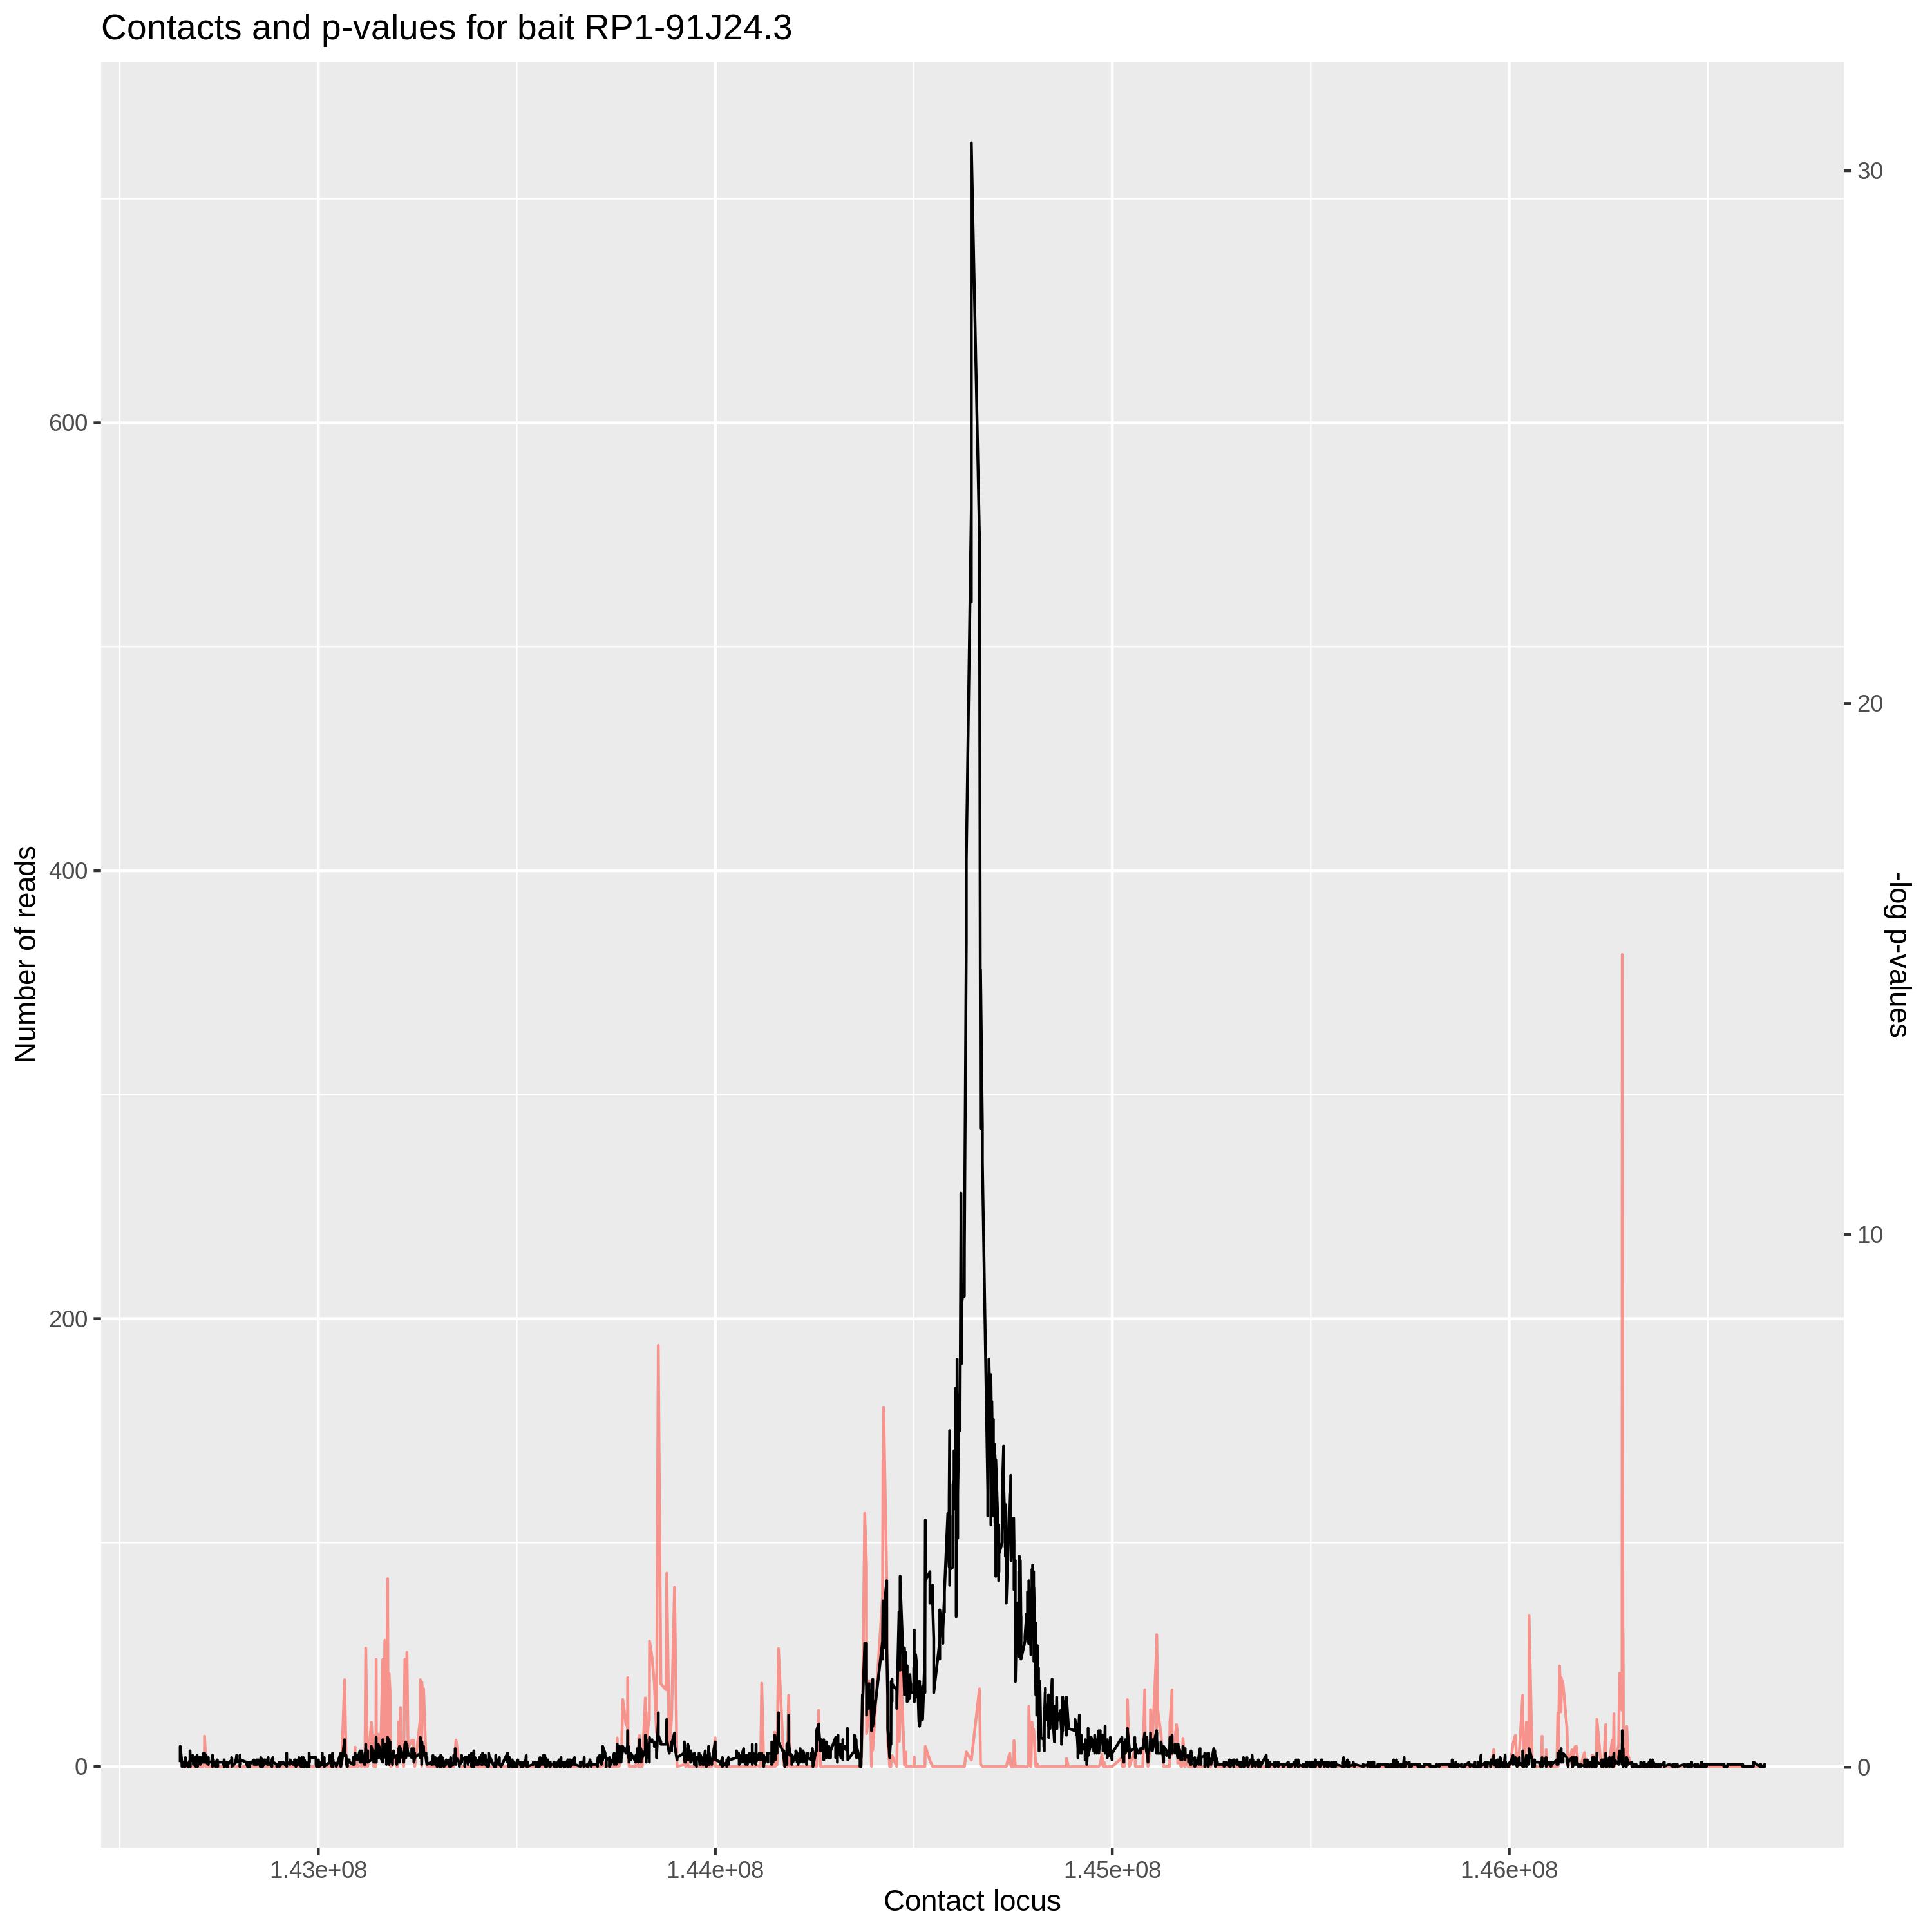 Contacts and p-values for bait RP1-91J24.3
30
600
20
400
Number of reads
-log p-values
10
200
0
0
1.43e+08
1.44e+08
1.45e+08
1.46e+08
Contact locus